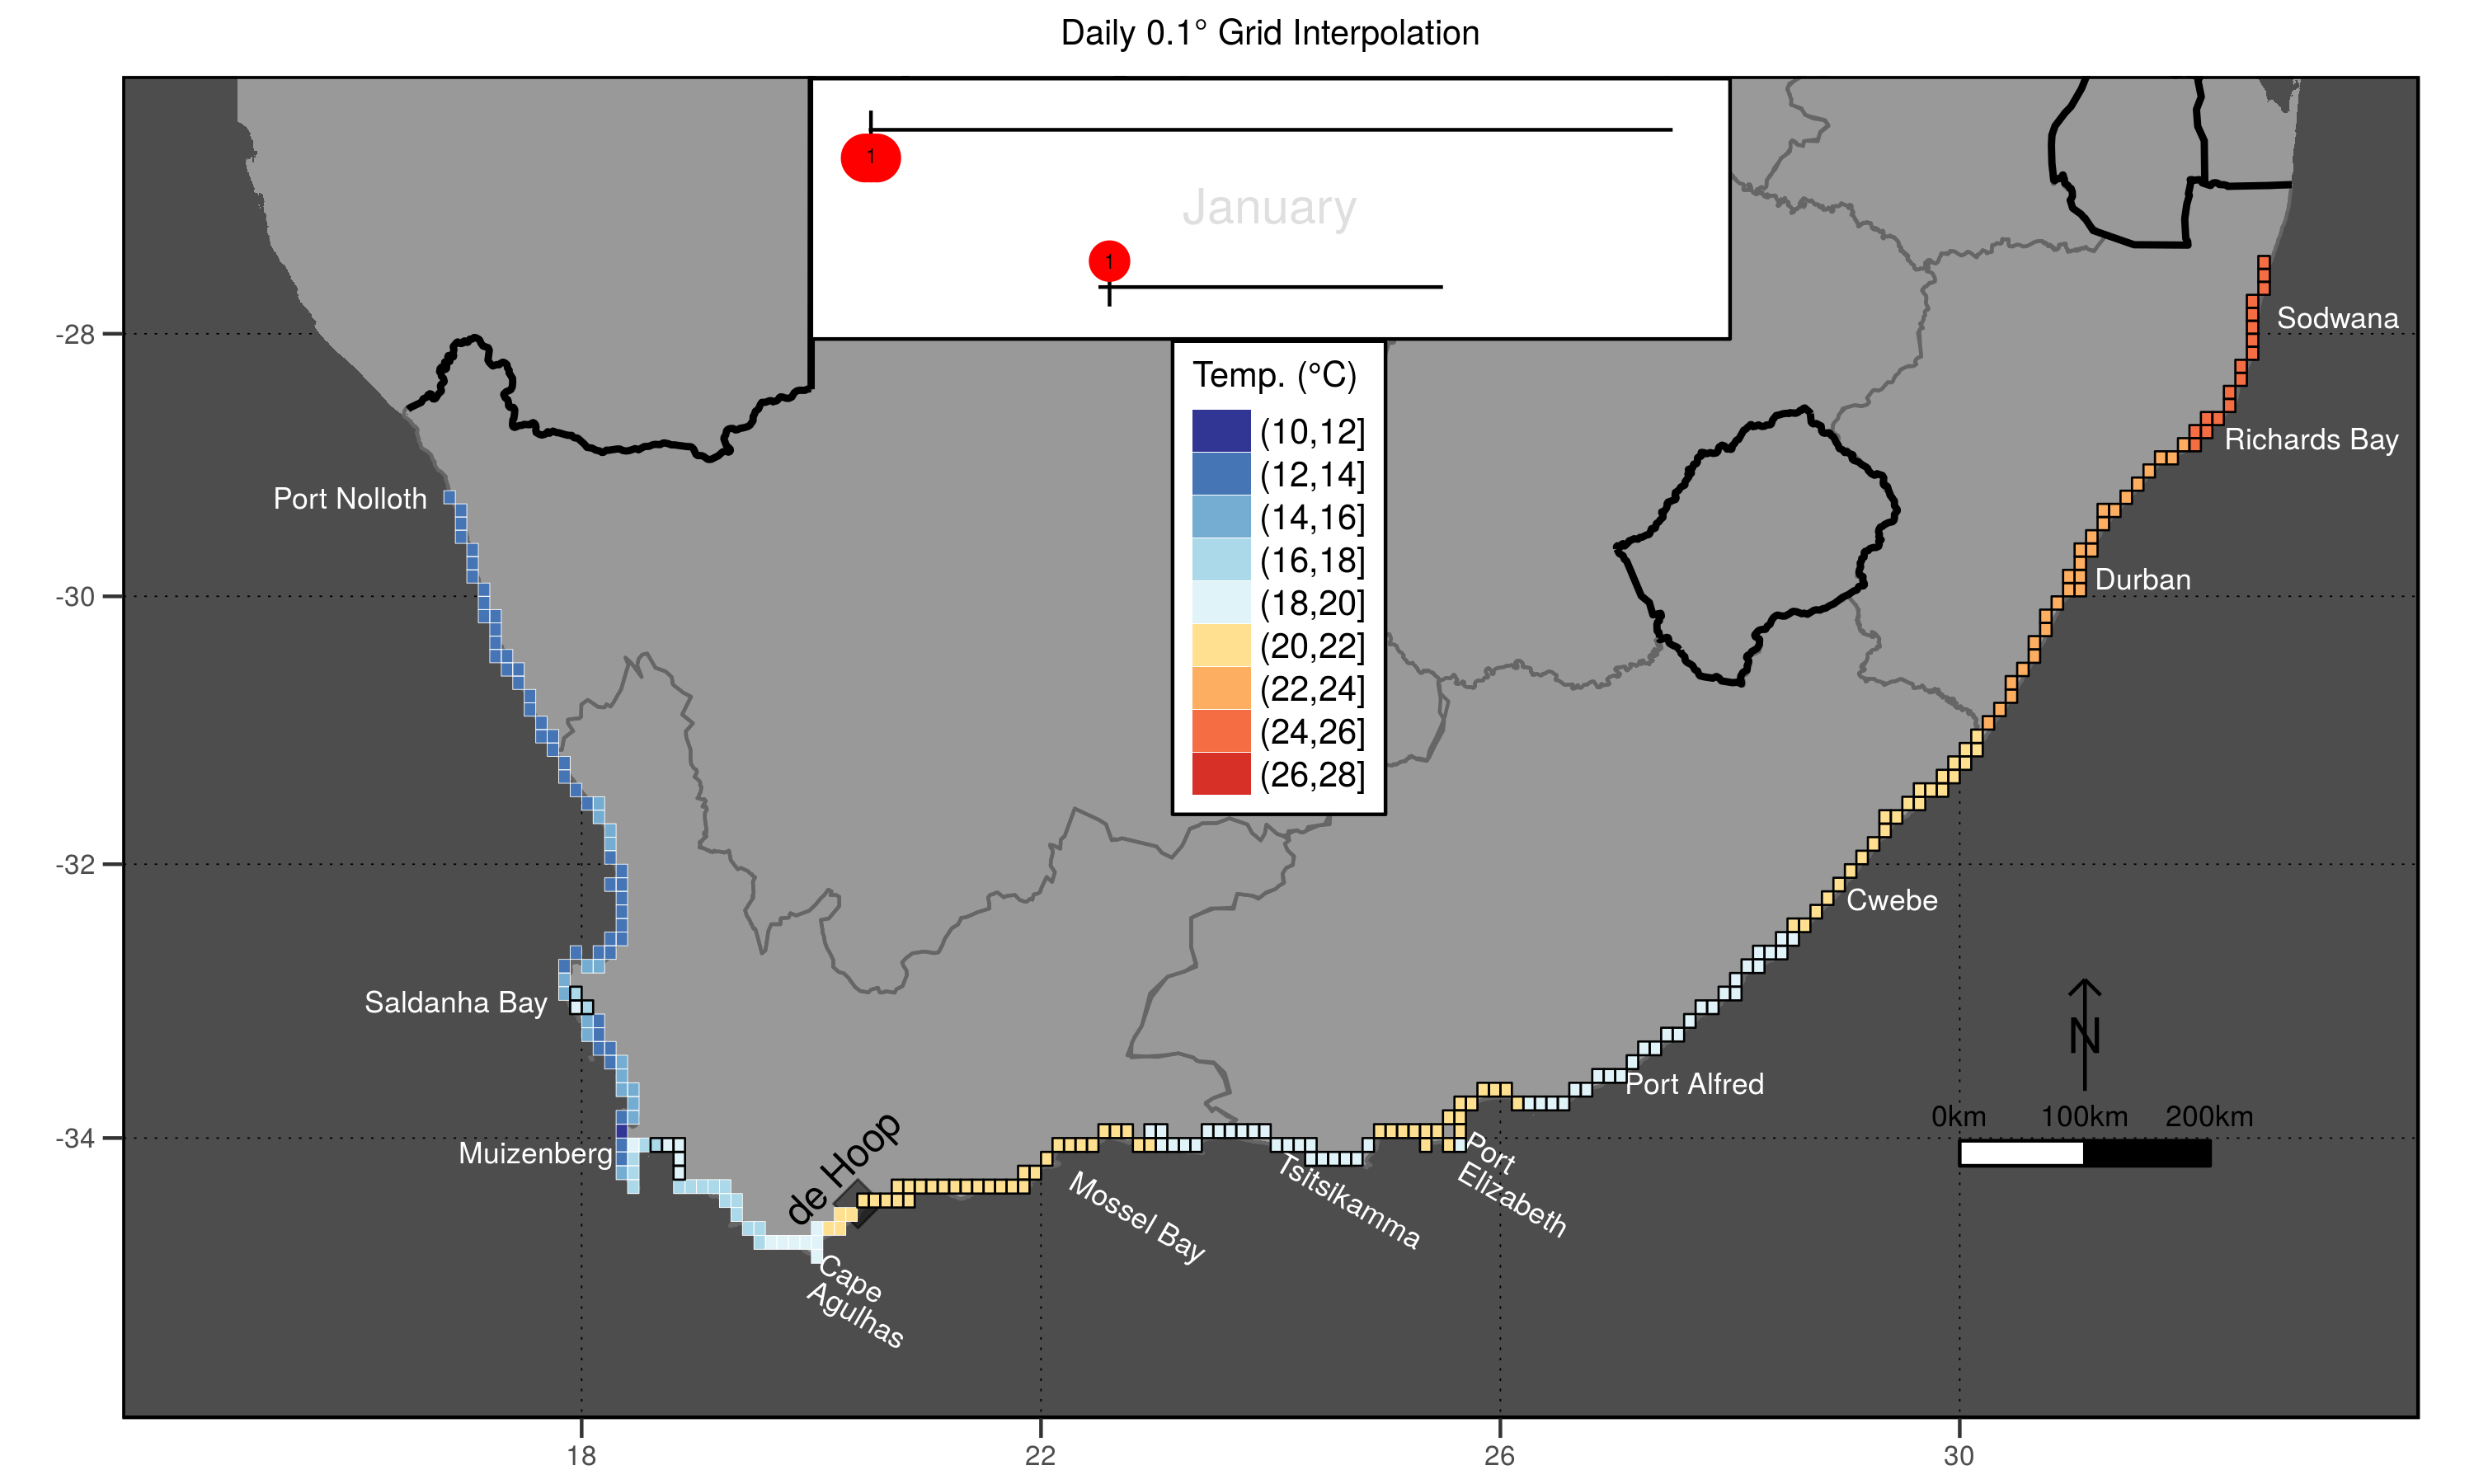 Daily 0.1° Grid Interpolation
1
January
1
Temp. (°C)
(10,12]
(12,14]
(14,16]
(16,18]
(18,20]
(20,22]
(22,24]
(24,26]
(26,28]
-28
-30
-32
-34
Sodwana
Richards Bay
Port Nolloth
Durban
Cwebe
Saldanha Bay
Port Alfred
N
0km 100km 200km
Muizenberg
de Hoop
Port
Elizabeth
Tsitsikamma
Mossel Bay
Cape
Agulhas
18 22 26 30